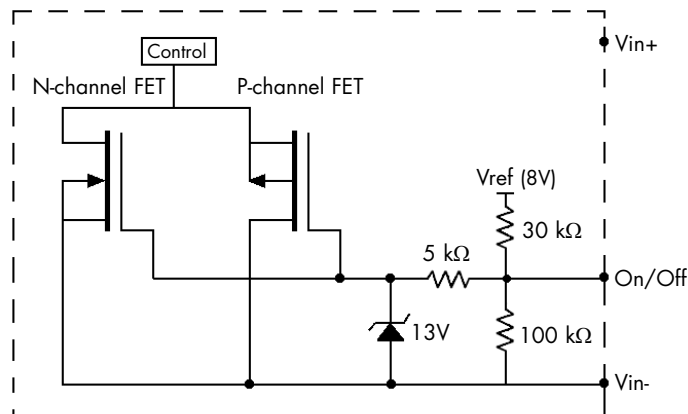 Control
Vin+
N-channel FET
P-channel FET
Vref (8V)
30 kΩ
5 kΩ
On/Off
13V
100 kΩ
Vin-